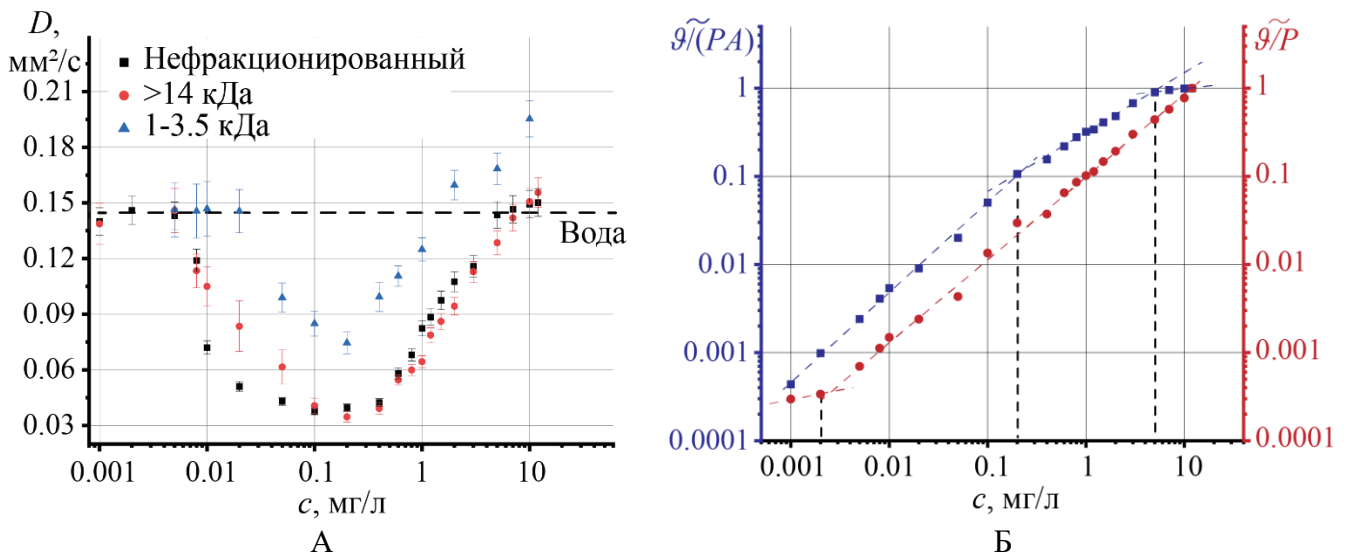 D,
мм²/с
Нефракционированный
>14 кДа
1-3.5 кДа
0.21
0.18
0.15
0.12
0.09
0.06
0.03
Вода
0.001
0.01
0.1
1
10
c, мг/л
А
ϑ/(PA)
ϑ/P
1
1
0.1
0.1
0.01
0.01
0.001
0.001
0.0001
0.0001
0.001
0.01
0.1
1
10
c, мг/л
Б